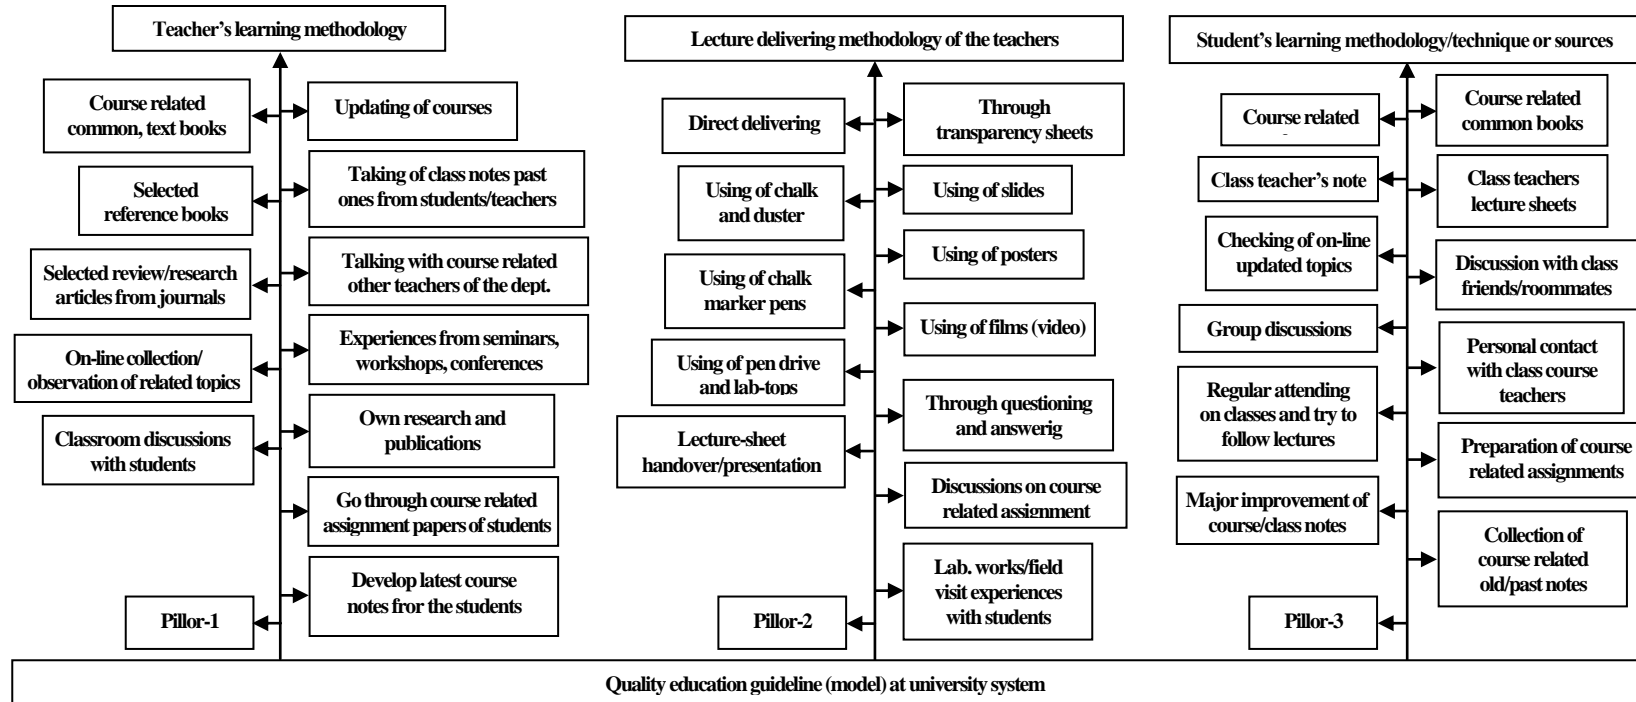 Teacher's learning methodology
Course related
common, text books
Updating of courses
Selected
reference books
Taking of class notes past
ones from students/teachers
Selected review/research
articles from journals
Talking with course related
other teachers of the dept.
On-line collection/
observation of related topics
Experiences from seminars,
workshops, conferences
Classroom discussions
with students
Own research and
publications
Go through course related
assignment papers of students
Develop latest course
notes fror the students
Pillor-1
Lecture delivering methodology of the teachers
Direct delivering
Through
transparency sheets
Using of chalk
and duster
Using of slides
Using of chalk
marker pens
Using of posters
Using of films (video)
Using of pen drive
and lab-tops
Through questioning
and answerig
Lecture-sheet
handover/presentation
Discussions on course
related assignment
Lab. works/field
visit experiences
with students
Pillor-2
Student's learning methodology/technique or sources
Course related
Course related
common books
Class teacher's note
Class teachers
lecture sheets
Checking of on-line
updated topics
Discussion with class
friends/roommates
Group discussions
Personal contact
with class course
teachers
Regular attending
on classes and try to
follow lectures
Preparation of course
related assignments
Major improvement of
course/class notes
Collection of
course related
old/past notes
Pillor-3
Quality education guideline (model) at university system